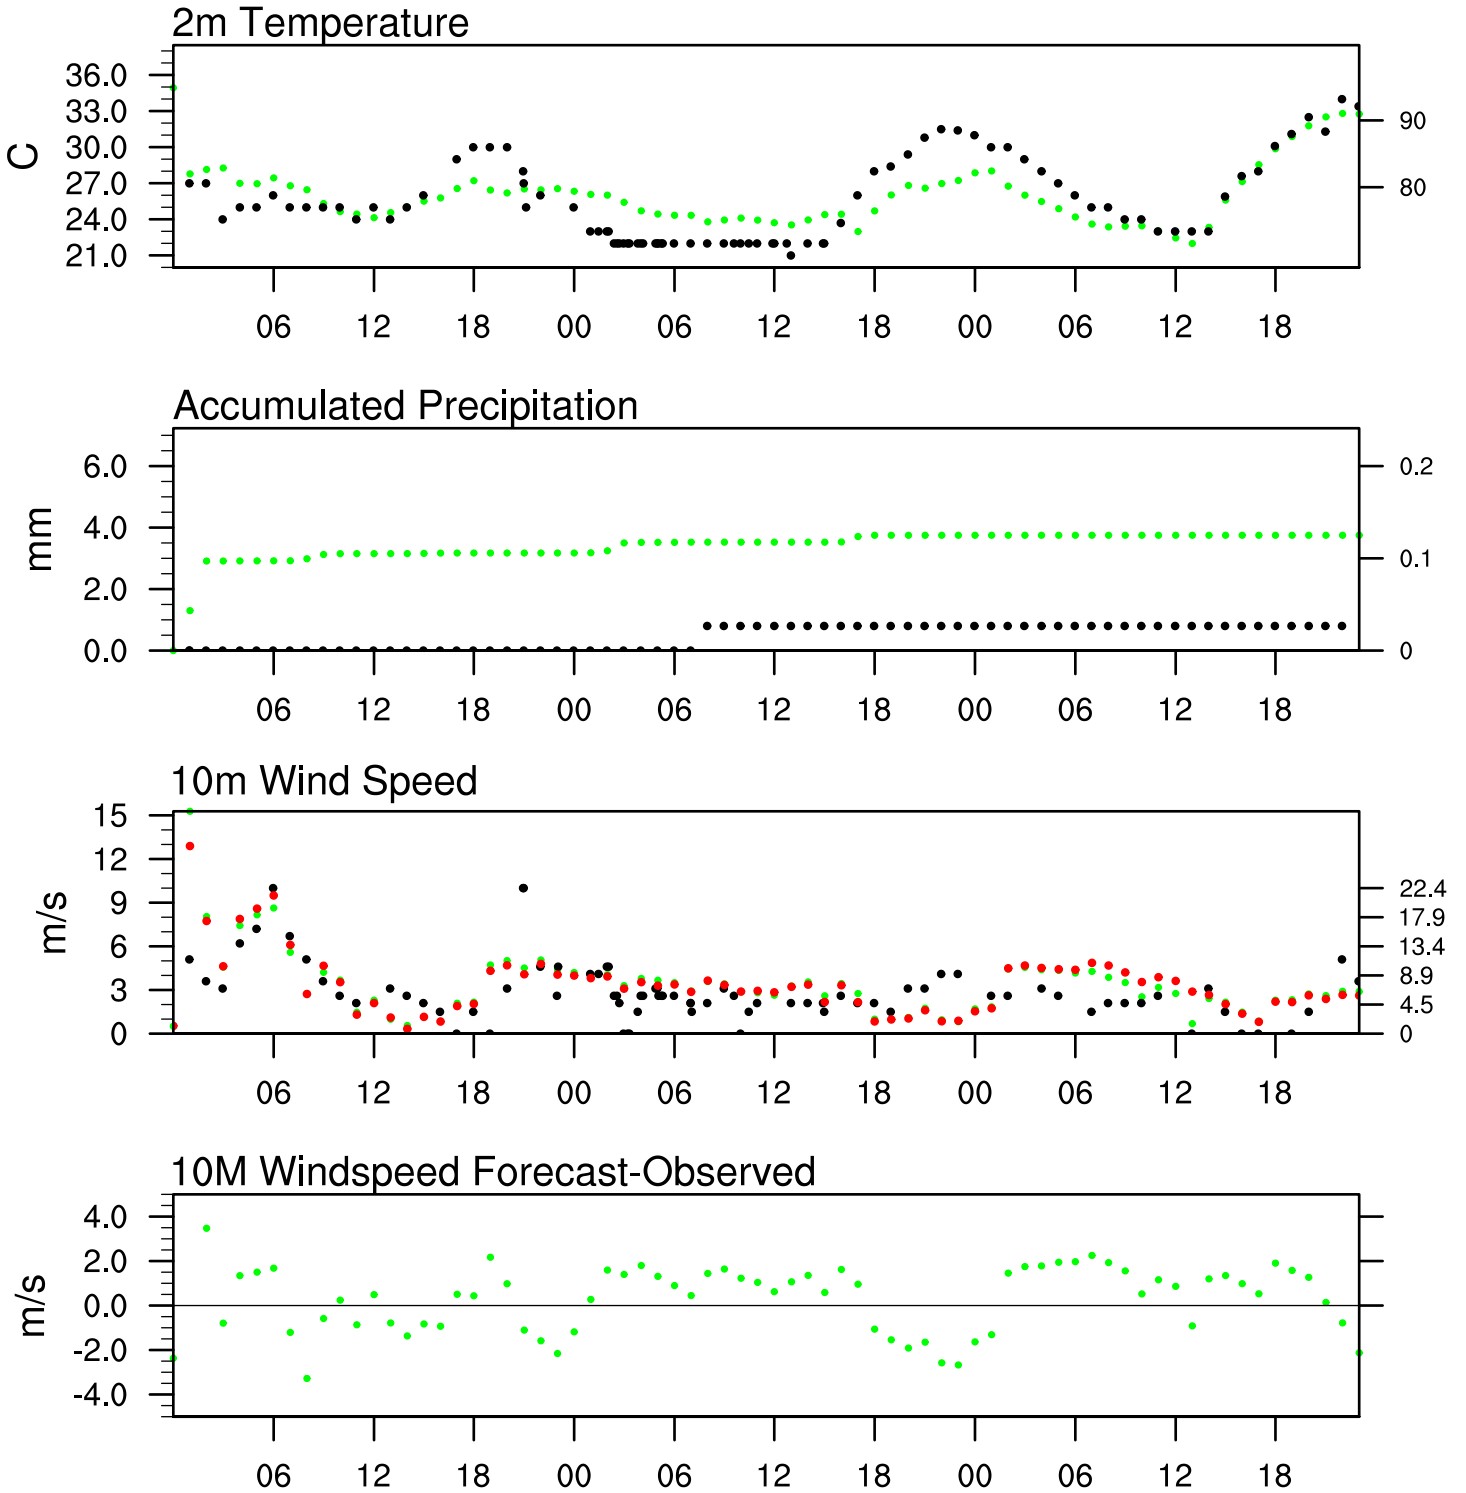 2m Temperature
36.0
33.0
30.0
27.0
24.0
21.0
C
90
80
06 12 18 00 06 12 18 00 06 12 18
Accumulated Precipitation
6.0
4.0
2.0
0.0
mm
0.2
0.1
0
06 12 18 00 06 12 18 00 06 12 18
10m Wind Speed
15
12
9
6
3
0
m/s
22.4
17.9
13.4
8.9
4.5
0
06 12 18 00 06 12 18 00 06 12 18
10M Windspeed Forecast-Observed
4.0
2.0
0.0
-2.0
-4.0
m/s
06 12 18 00 06 12 18 00 06 12 18